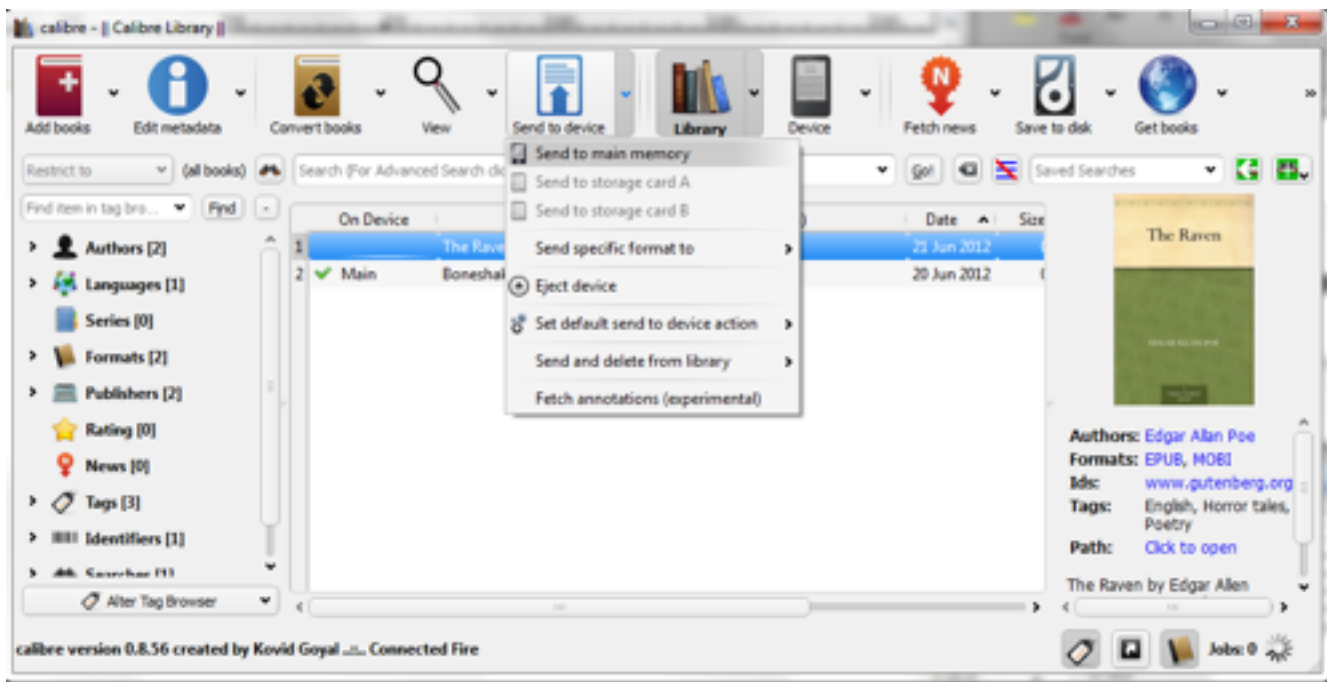 calibre - || Calibre Library ||
Add books
Edit metadata
Convert books
View
Send to device
Library
Device
Fetch news
Save to disk
Get books
Restrict to
(all books)
Search (For Advanced Search
Go!
Saved Searches
Find item in tag bro...
Find
Authors [2]
Languages [1]
Series [0]
Formats [2]
Publishers [2]
Rating [0]
News [0]
Tags [3]
Identifiers [1]
Searches [1]
Alter Tag Browser
On Device
Date
Size
1 The Rave 21 Jun 2012
2 Main Boneshak 20 Jun 2012
Send to main memory
Send to storage card A
Send to storage card B
Send specific format to
Eject device
Set default send to device action
Send and delete from library
Fetch annotations (experimental)
The Raven
EDGAR ALLAN POE
Authors: Edgar Allan Poe
Formats: EPUB, MOBI
Ids: www.gutenberg.org
Tags: English, Horror tales,
Poetry
Path: Click to open
The Raven by Edgar Allen
calibre version 0.8.56 created by Kovid Goyal ..::.. Connected Fire
Jobs: 0